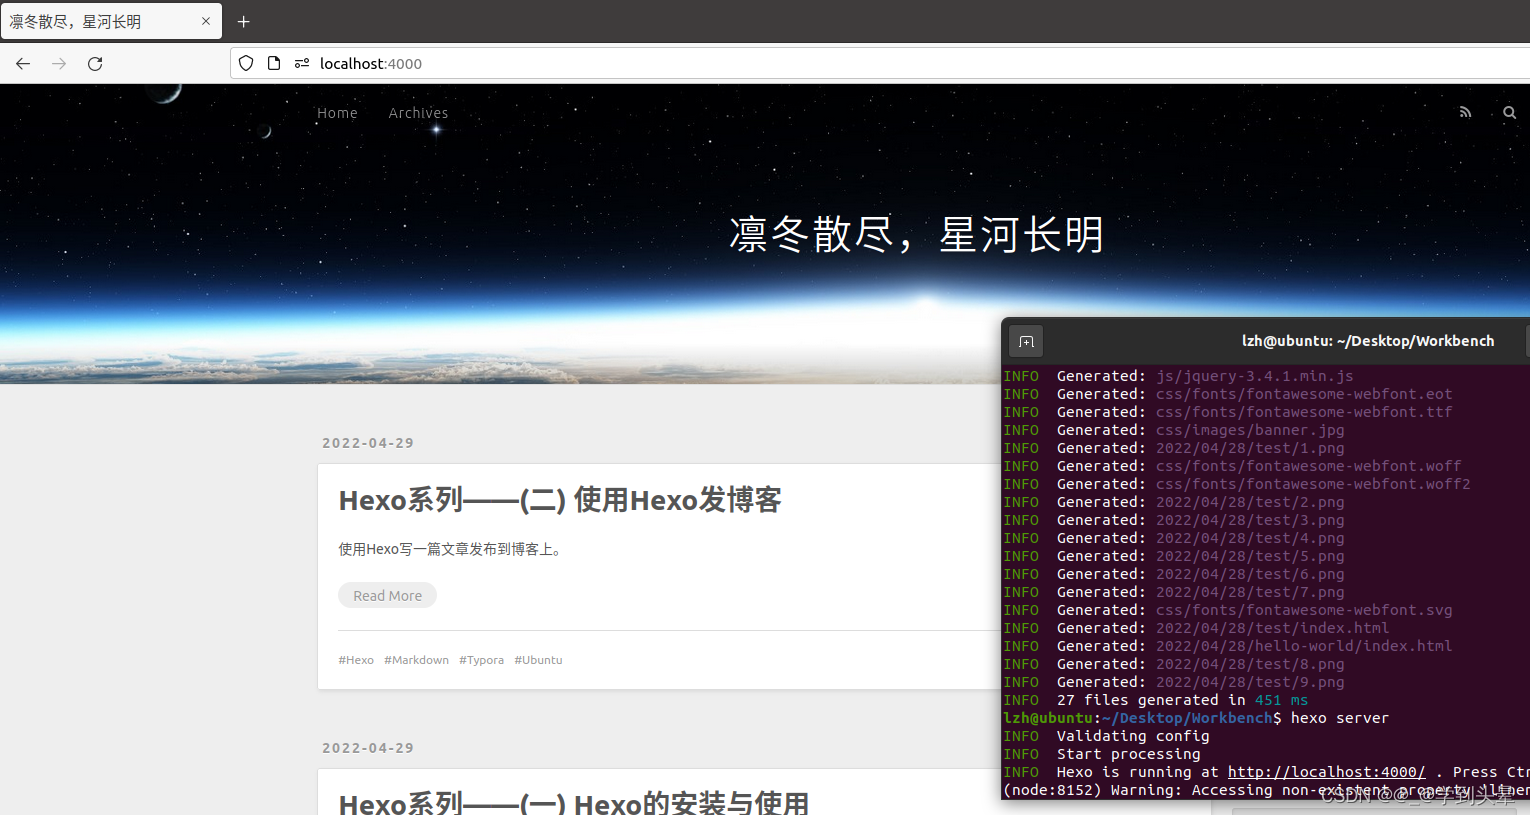 凛冬散尽，星河长明
localhost:4000
Home Archives
凛冬散尽，星河长明
2022-04-29
Hexo系列——(二) 使用Hexo发博客
使用Hexo写一篇文章发布到博客上。
Read More
#Hexo #Markdown #Typora #Ubuntu
2022-04-29
Hexo系列——(一) Hexo的安装与使用
lzh@ubuntu: ~/Desktop/Workbench
INFO Generated: js/jquery-3.4.1.min.js
INFO Generated: css/fonts/fontawesome-webfont.eot
INFO Generated: css/fonts/fontawesome-webfont.ttf
INFO Generated: css/images/banner.jpg
INFO Generated: 2022/04/28/test/1.png
INFO Generated: css/fonts/fontawesome-webfont.woff
INFO Generated: css/fonts/fontawesome-webfont.woff2
INFO Generated: 2022/04/28/test/2.png
INFO Generated: 2022/04/28/test/3.png
INFO Generated: 2022/04/28/test/4.png
INFO Generated: 2022/04/28/test/5.png
INFO Generated: 2022/04/28/test/6.png
INFO Generated: 2022/04/28/test/7.png
INFO Generated: css/fonts/fontawesome-webfont.svg
INFO Generated: 2022/04/28/test/index.html
INFO Generated: 2022/04/28/hello-world/index.html
INFO Generated: 2022/04/28/test/8.png
INFO Generated: 2022/04/28/test/9.png
INFO 27 files generated in 451 ms
lzh@ubuntu:~/Desktop/Workbench$ hexo server
INFO Validating config
INFO Start processing
INFO Hexo is running at http://localhost:4000/ . Press Ctr
(node:8152) Warning: Accessing non-existent property 'linen
CSDN @@_@学到头晕